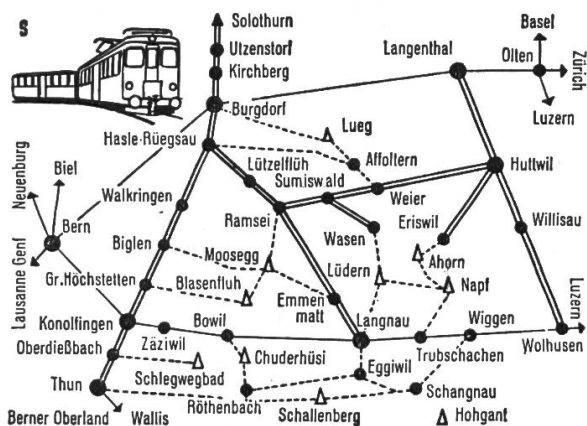 S
Solothurn
Utzenstorf
Kirchberg
Burgdorf
Langenthal
Basel
Olten
Zürich
Luzern
Hasle-Rüegsau
Lueg
Affoltern
Lützelflüh
Sumiswald
Weier
Huttwil
Neuenburg
Biel
Bern
Lausanne Genf
Walkringen
Ramsei
Wasen
Eriswil
Willisau
Biglen
Moosegg
Ahorn
Gr. Höchstetten
Blasenfluh
Lüdern
Napf
Emmen
matt
Luzern
Konolfingen
Bowil
Langnau
Wiggen
Zäziwil
Trubschachen
Wolhusen
Oberdießbach
Chuderhüsi
Schlegwegbad
Eggiwil
Thun
Röthenbach
Schallenberg
Schangnau
Berner Oberland
Wallis
Hohgant